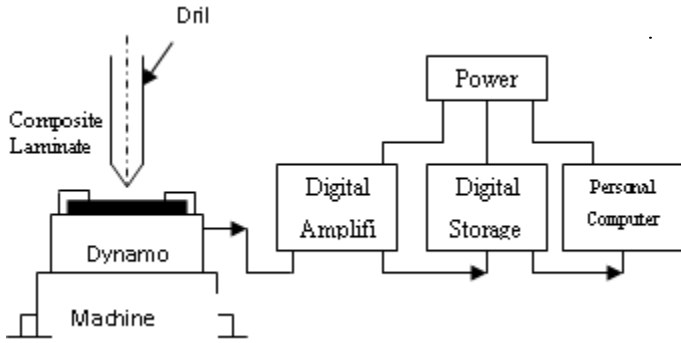 Dril
Power
Composite
Laminate
Digital
Amplifi
Digital
Storage
Personal
Computer
Dynamo
Machine